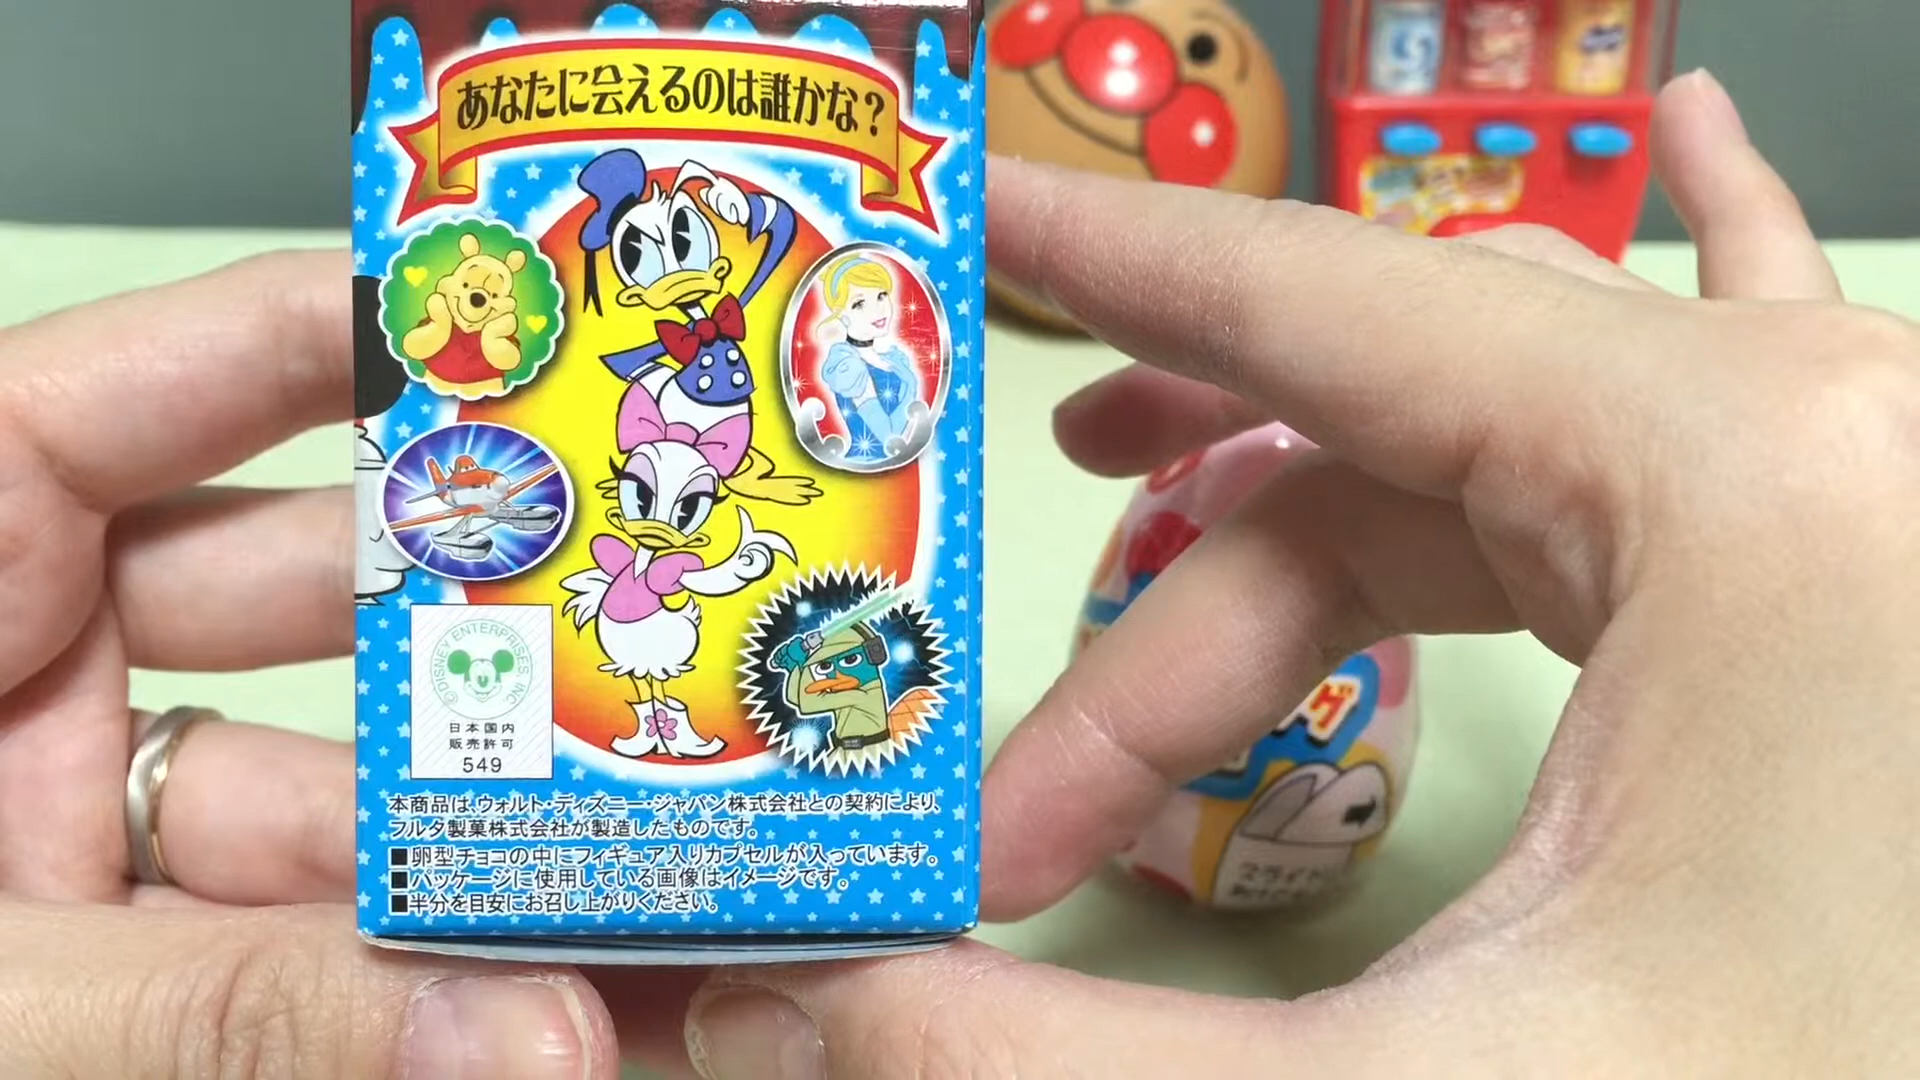 あなたに会えるのは誰かな?
©DISNEY ENTERPRISES, INC
日本国内
販売許可
549
本商品は、ウォルト・ディズニー・ジャパン株式会社との契約により、
フルタ製菓株式会社が製造したものです。
■卵型チョコの中にフィギュア入りカプセルが入っています。
■パッケージに使用している画像はイメージです。
■半分を目安にお召し上がりください。
グ